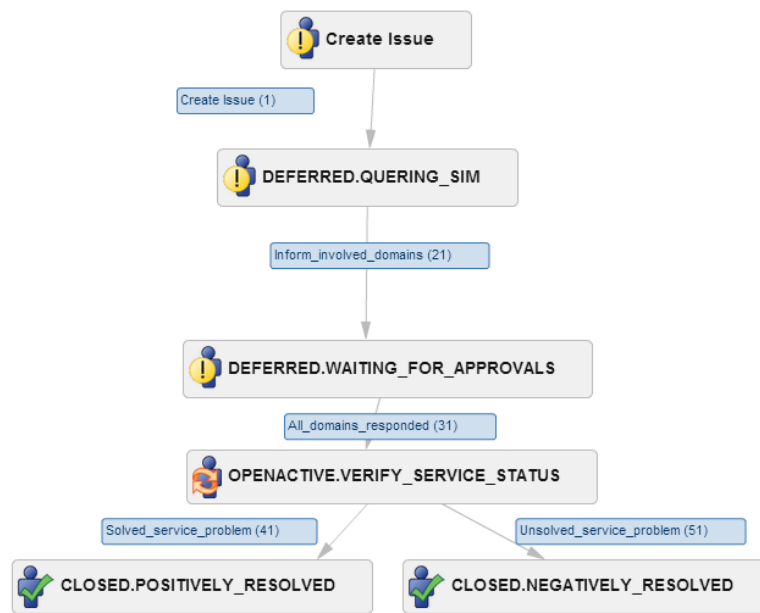 Create Issue
Create Issue (1)
DEFERRED.QUERING_SIM
Inform_involved_domains (21)
DEFERRED.WAITING_FOR_APPROVALS
All_domains_responded (31)
OPENACTIVE.VERIFY_SERVICE_STATUS
Solved_service_problem (41)
Unsolved_service_problem (51)
CLOSED.POSITIVELY_RESOLVED
CLOSED.NEGATIVELY_RESOLVED